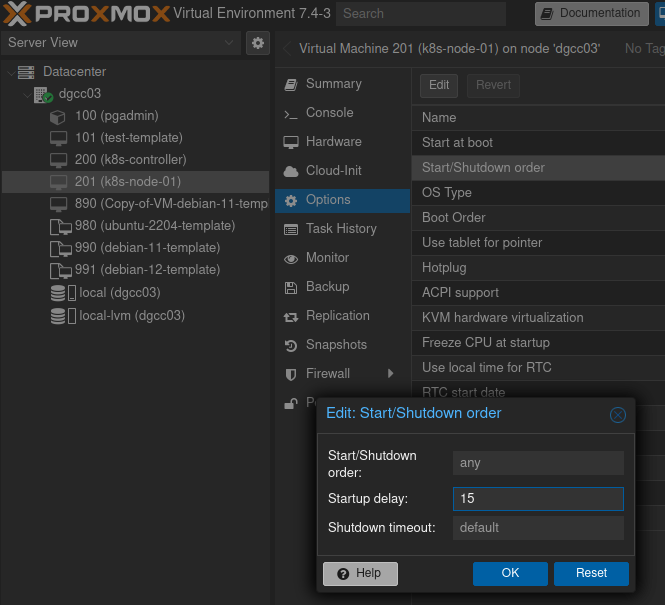 PROXMOX Virtual Environment 7.4-3 Search Documentation
Server View
Virtual Machine 201 (k8s-node-01) on node 'dgcc03' No Tag
Datacenter
dgcc03
100 (pgadmin)
101 (test-template)
200 (k8s-controller)
201 (k8s-node-01)
890 (Copy-of-VM-debian-11-temp
980 (ubuntu-2204-template)
990 (debian-11-template)
991 (debian-12-template)
local (dgcc03)
local-lvm (dgcc03)
Summary
Console
Hardware
Cloud-Init
Options
Task History
Monitor
Backup
Replication
Snapshots
Firewall
P
Edit Revert
Name
Start at boot
Start/Shutdown order
OS Type
Boot Order
Use tablet for pointer
Hotplug
ACPI support
KVM hardware virtualization
Freeze CPU at startup
Use local time for RTC
RTC start date
Edit: Start/Shutdown order
Start/Shutdown
order:
any
Startup delay: 15
Shutdown timeout: default
Help OK Reset